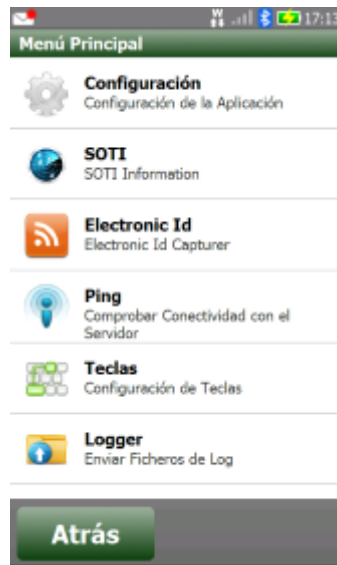 17:13
Menú Principal
Configuración
Configuración de la Aplicación
SOTI
SOTI Information
Electronic Id
Electronic Id Capturer
Ping
Comprobar Conectividad con el
Servidor
Teclas
Configuración de Teclas
Logger
Enviar Ficheros de Log
Atrás